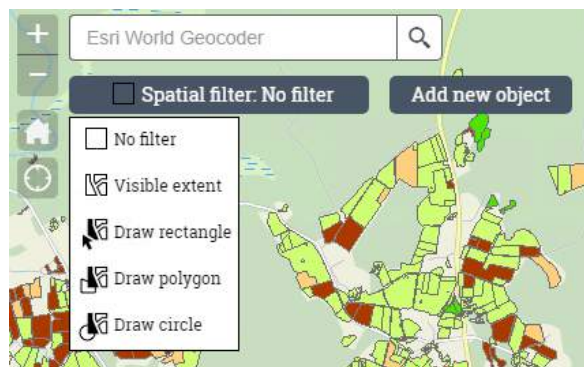 Esri World Geocoder
Spatial filter: No filter
Add new object
No filter
Visible extent
Draw rectangle
Draw polygon
Draw circle